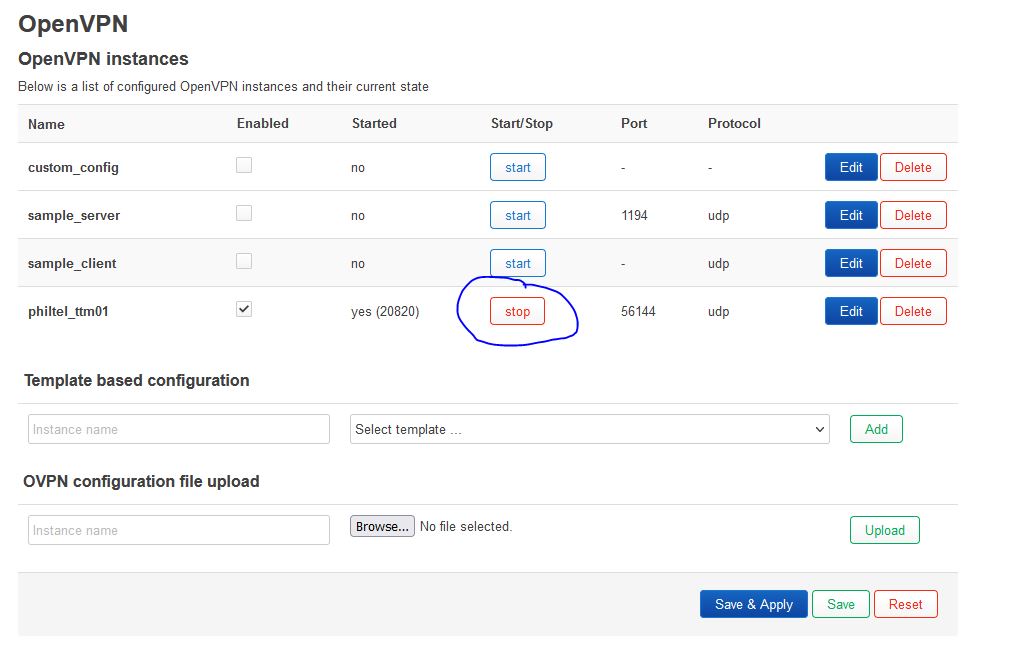 OpenVPN
OpenVPN instances
Below is a list of configured OpenVPN instances and their current state
Name Enabled Started Start/Stop Port Protocol
custom_config no start - - Edit Delete
sample_server no start 1194 udp Edit Delete
sample_client no start - udp Edit Delete
philtel_ttm01 yes (20820) stop 56144 udp Edit Delete
Template based configuration
Instance name Select template ... Add
OVPN configuration file upload
Instance name Browse... No file selected. Upload
Save & Apply Save Reset